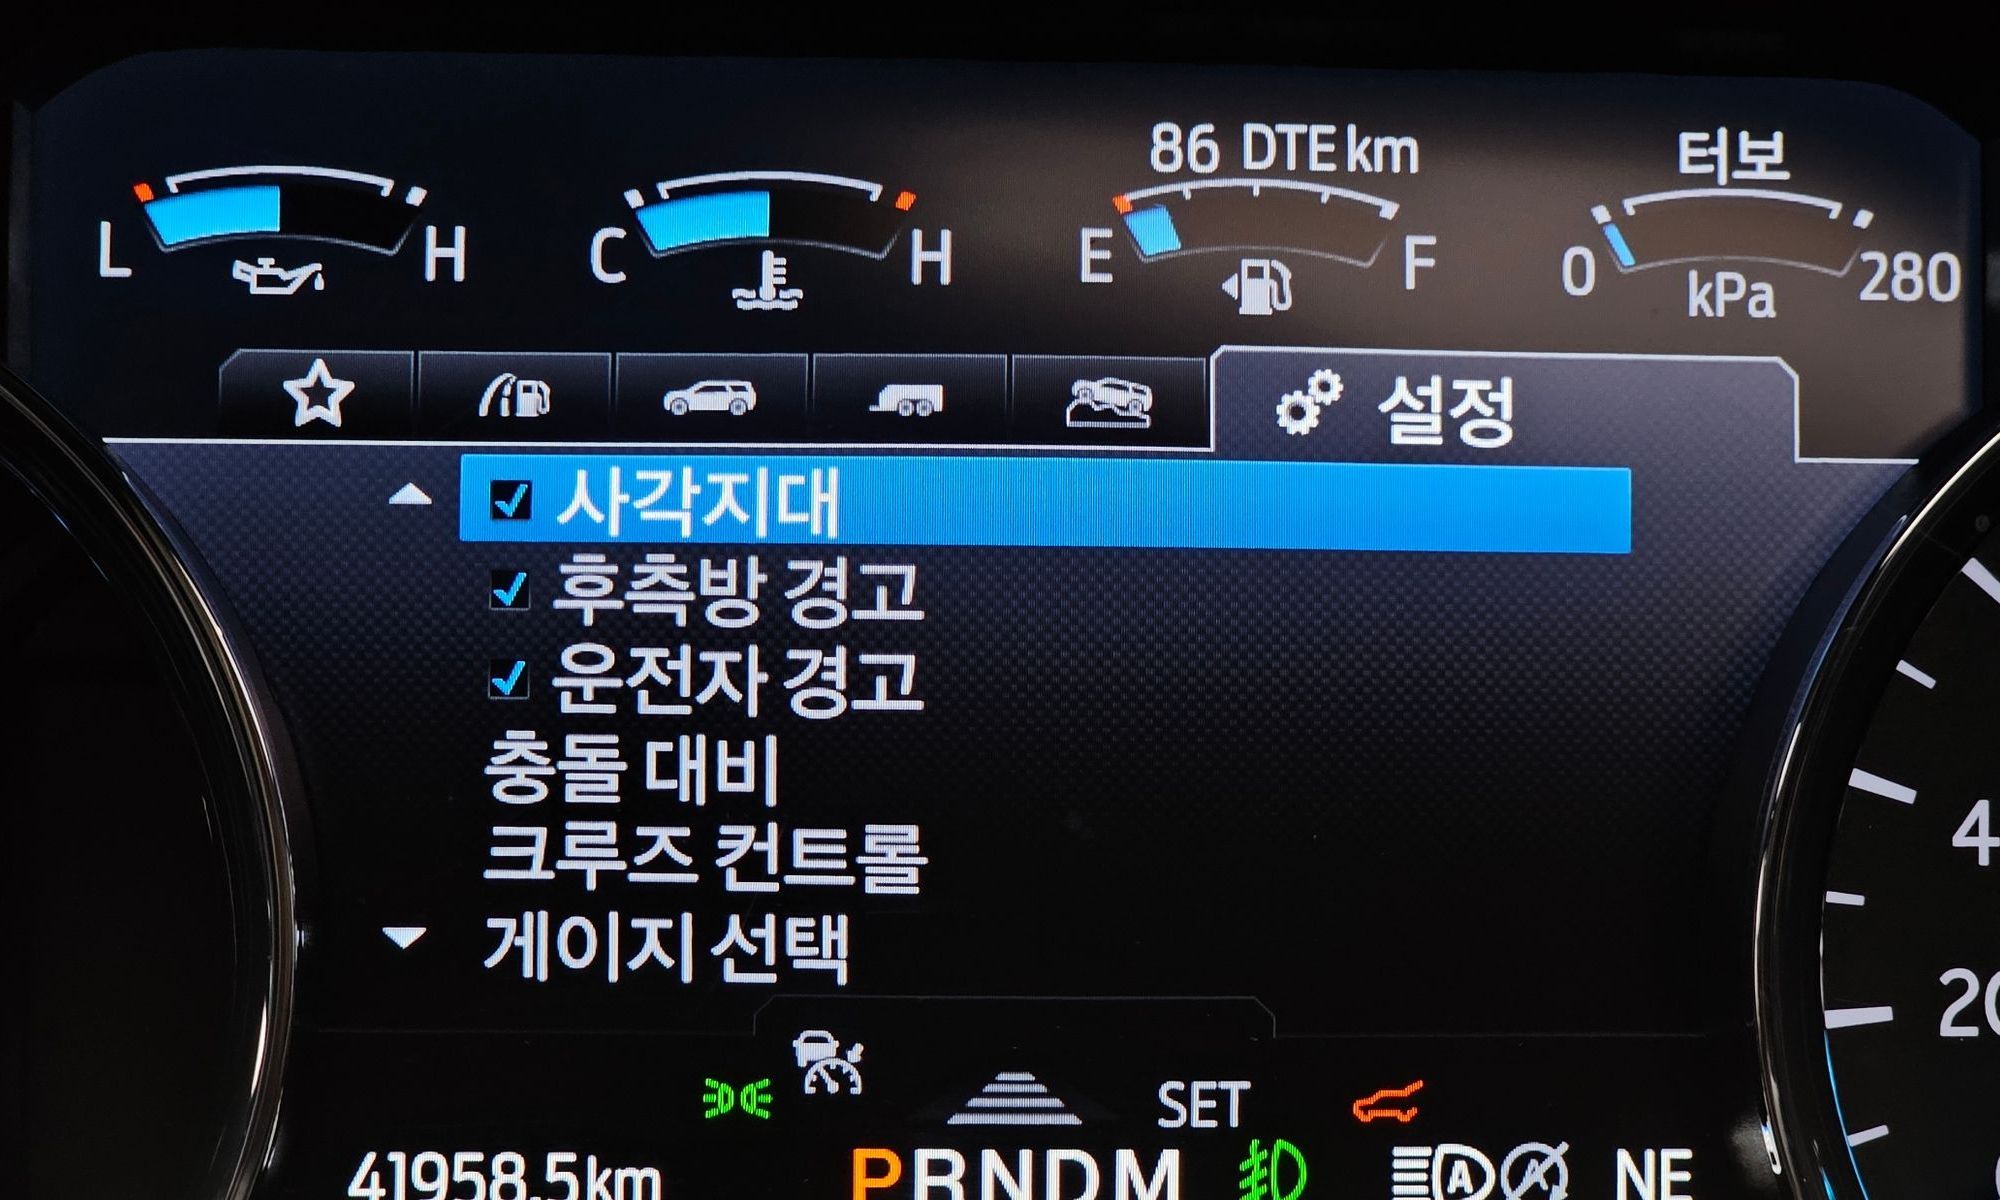 86 DTE km
터보
L H
C H
E F
0 280
kPa
설정
사각지대
후측방 경고
운전자 경고
충돌 대비
크루즈 컨트롤
게이지 선택
4
20
SET
41958.5km
PRNDM
A
A
NE